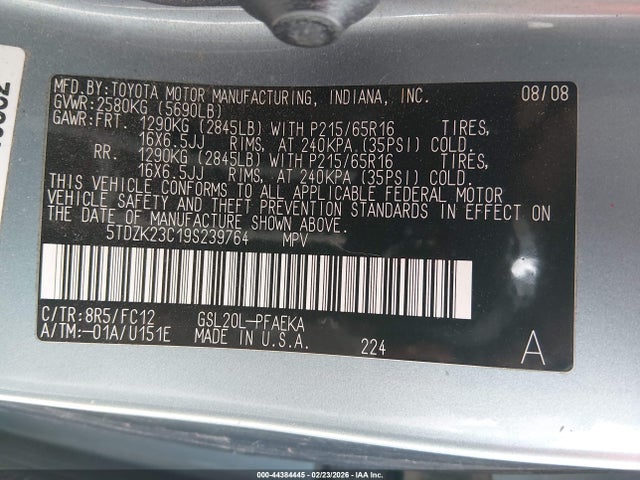 MFD.BY:TOYOTA MOTOR MANUFACTURING, INDIANA, INC. 08/08
GVWR:2580KG (5690LB)
GAWR:FRT. 1290KG (2845LB) WITH P215/65R16 TIRES,
16X6.5JJ RIMS, AT 240KPA (35PSI) COLD.
RR. 1290KG (2845LB) WITH P215/65R16 TIRES,
16X6.5JJ RIMS, AT 240KPA (35PSI) COLD.
THIS VEHICLE CONFORMS TO ALL APPLICABLE FEDERAL MOTOR
VEHICLE SAFETY AND THEFT PREVENTION STANDARDS IN EFFECT ON
THE DATE OF MANUFACTURE SHOWN ABOVE.
5TDZK23C19S239764 MPV
C/TR:8R5/FC12 GSL20L-PFAEKA
A/TM:-01A/U151E MADE IN U.S.A. 224 A
000-44384445 - 02/23/2026 - IAA Inc.